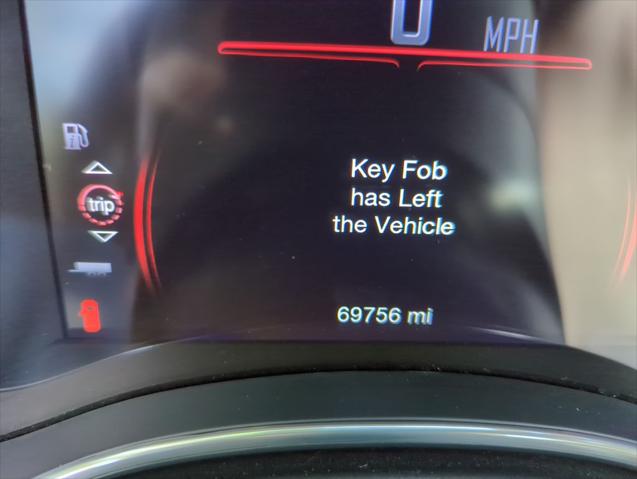 0 MPH
Key Fob
has Left
the Vehicle
trip
69756 mi